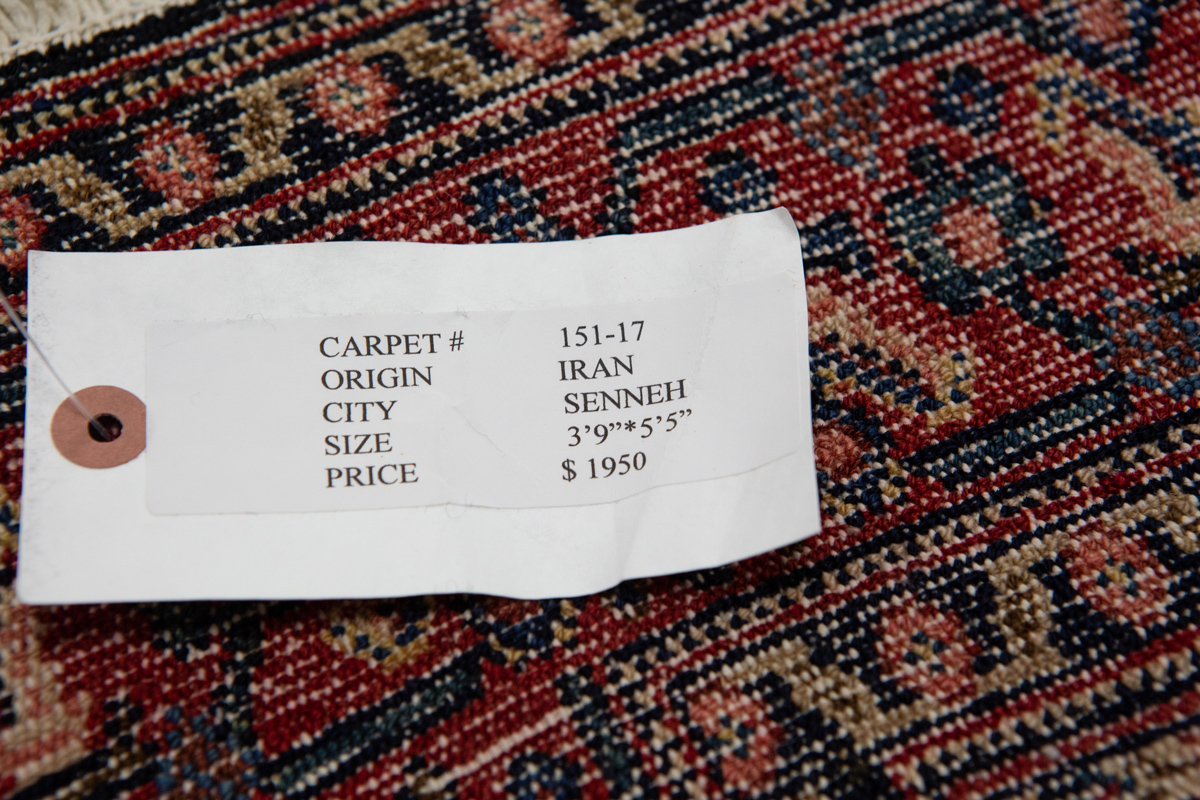 CARPET # 151-17
ORIGIN IRAN
CITY SENNEH
SIZE 3’9”*5’5”
PRICE $ 1950